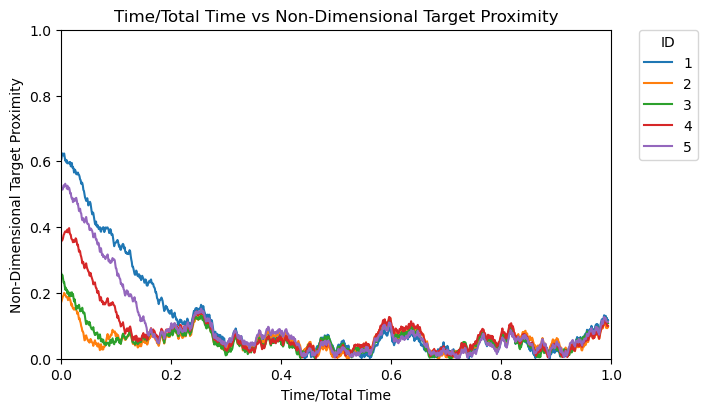 Time/Total Time vs Non-Dimensional Target Proximity
Non-Dimensional Target Proximity
1.0
0.8
0.6
0.4
0.2
0.0
0.0 0.2 0.4 0.6 0.8 1.0
Time/Total Time
ID
1
2
3
4
5